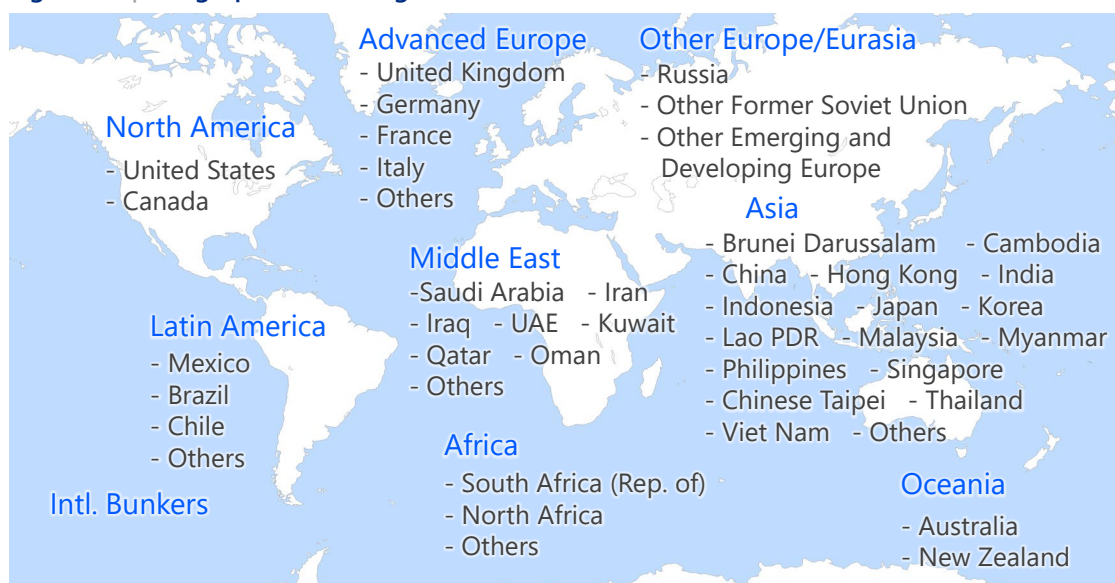 North America
- United States
- Canada
Advanced Europe
- United Kingdom
- Germany
- France
- Italy
- Others
Other Europe/Eurasia
- Russia
- Other Former Soviet Union
- Other Emerging and
Developing Europe
Asia
- Brunei Darussalam - Cambodia
- China - Hong Kong - India
- Indonesia - Japan - Korea
- Lao PDR - Malaysia - Myanmar
- Philippines - Singapore
- Chinese Taipei - Thailand
- Viet Nam - Others
Middle East
-Saudi Arabia - Iran
- Iraq - UAE - Kuwait
- Qatar - Oman
- Others
Latin America
- Mexico
- Brazil
- Chile
- Others
Africa
- South Africa (Rep. of)
- North Africa
- Others
Oceania
- Australia
- New Zealand
Intl. Bunkers